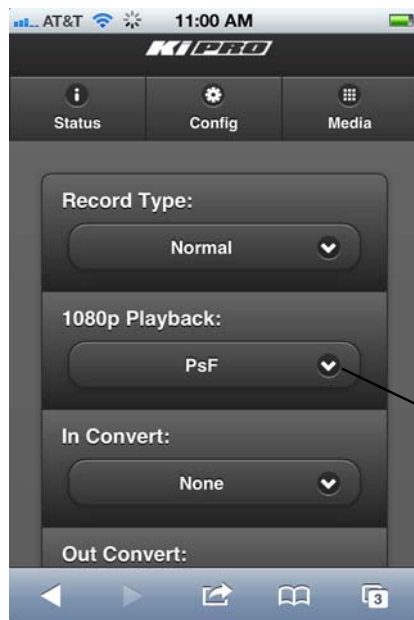 AT&T 11:00 AM
KI PRO
Status Config Media
Record Type:
Normal
1080p Playback:
PsF
In Convert:
None
Out Convert:
3